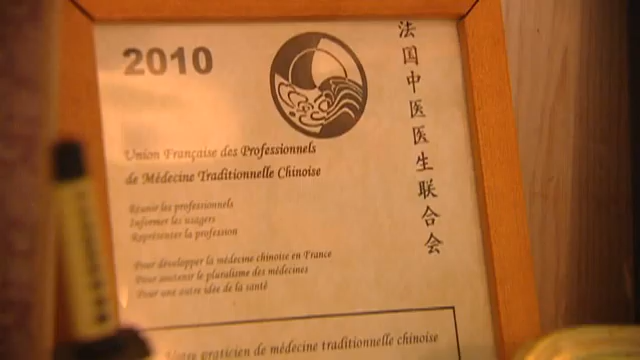 2010
法国中医医生联合会
Union Française des Professionnels
de Médecine Traditionnelle Chinoise
Réunir les professionnels
Informer les usagers
Représenter la profession
Pour développer la médecine chinoise en France
Pour soutenir le pluralisme des médecines
Pour une autre idée de la santé
Votre praticien de médecine traditionnelle chinoise